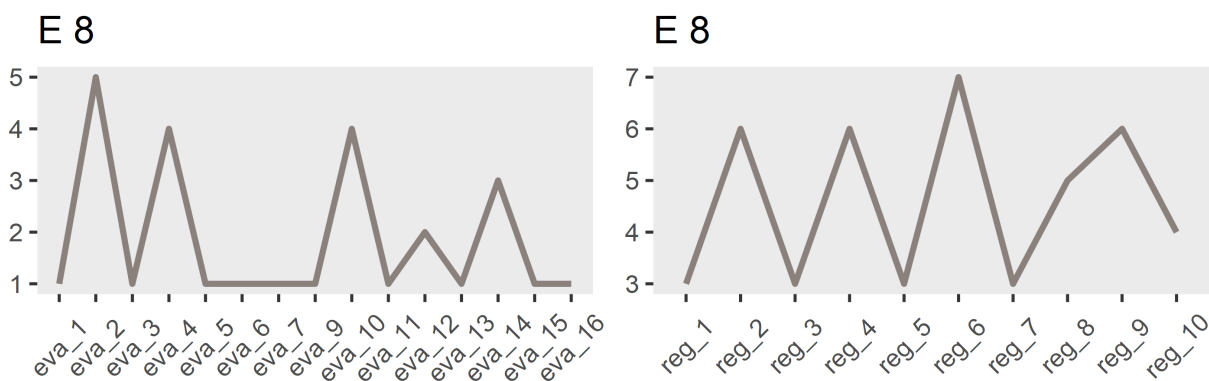 E 8
5
4
3
2
1
eva_1
eva_2
eva_3
eva_4
eva_5
eva_6
eva_7
eva_9
eva_10
eva_11
eva_12
eva_13
eva_14
eva_15
eva_16
E 8
7
6
5
4
3
reg_1
reg_2
reg_3
reg_4
reg_5
reg_6
reg_7
reg_8
reg_9
reg_10